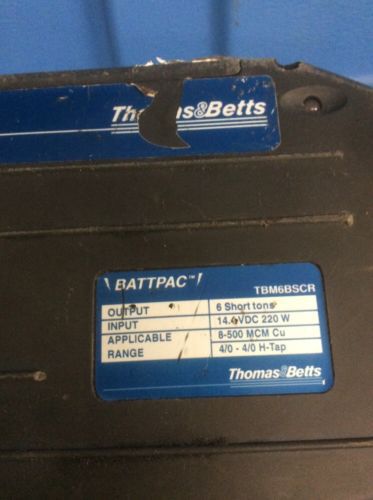 Thomas&Betts
BATTPAC™
TBM6BSCR
OUTPUT 6 Short tons
INPUT 14.4VDC 220 W
APPLICABLE 8-500 MCM Cu
RANGE 4/0 - 4/0 H-Tap
Thomas&Betts